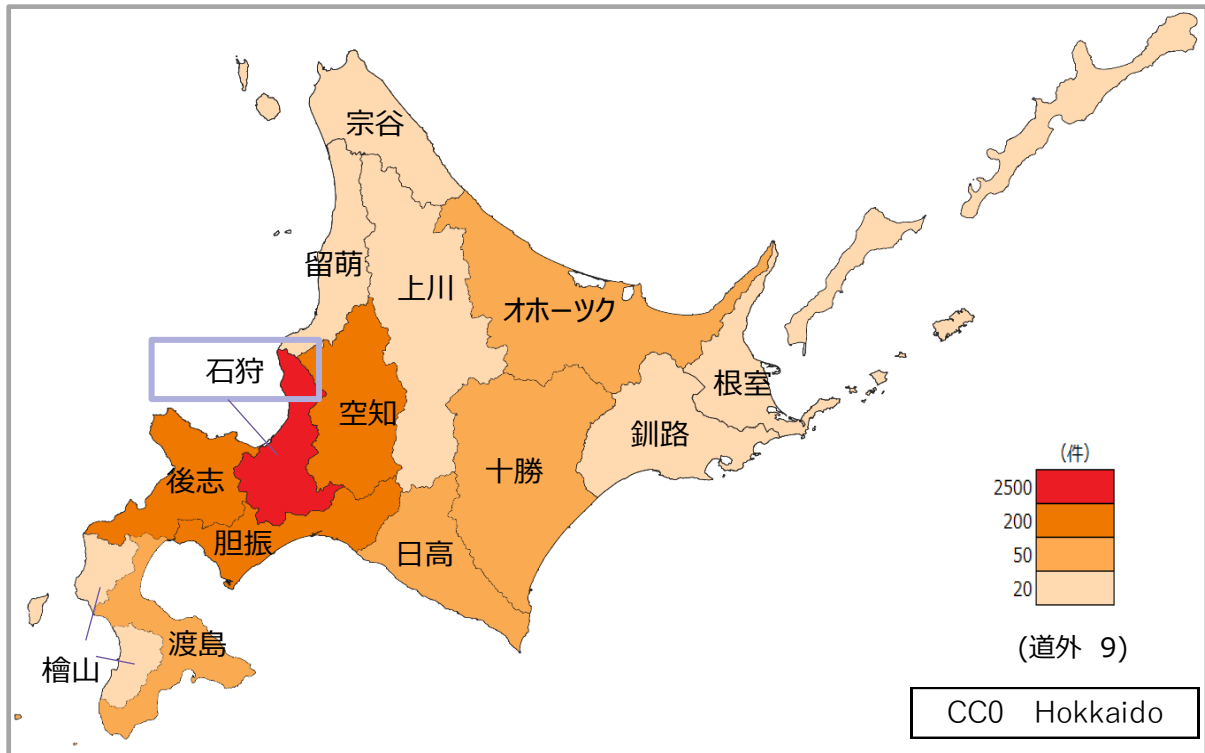 宗谷
留萌
上川
オホーツク
石狩
根室
空知
釧路
後志
十勝
胆振
日高
渡島
檜山
(件)
2500
200
50
20
(道外 9)
CC0 Hokkaido